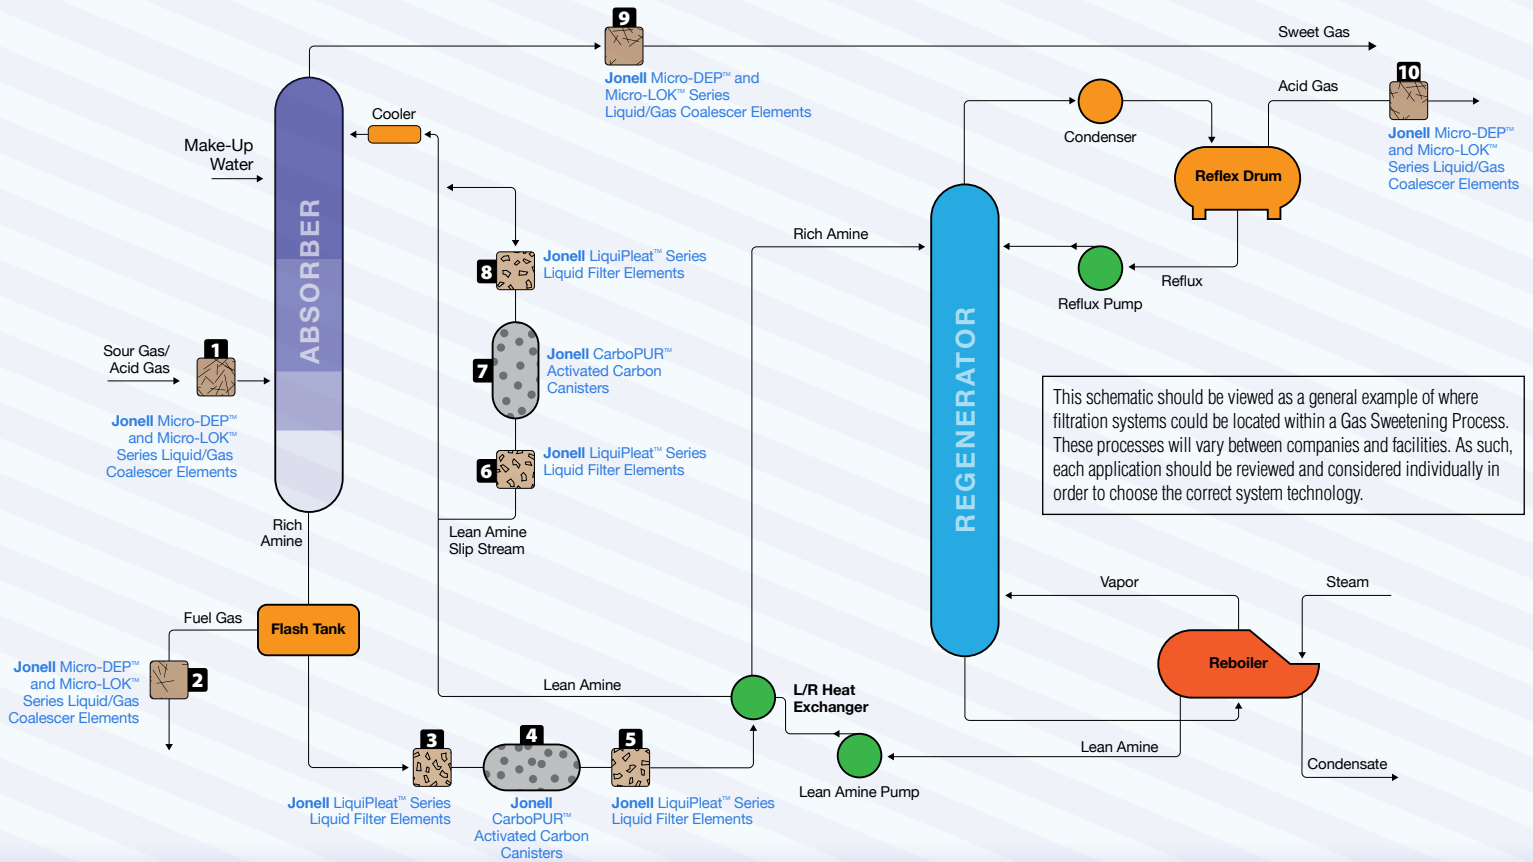 9
Sweet Gas
Jonell Micro-DEP™ and
Micro-LOK™ Series
Liquid/Gas Coalescer Elements
10
Acid Gas
Jonell Micro-DEP™
and Micro-LOK™
Series Liquid/Gas
Coalescer Elements
Condenser
Reflex Drum
Cooler
Make-Up
Water
ABSORBER
Rich Amine
8
Jonell LiquiPleat™ Series
Liquid Filter Elements
Reflux
Reflux Pump
REGENERATOR
Sour Gas/
Acid Gas
1
Jonell Micro-DEP™
and Micro-LOK™
Series Liquid/Gas
Coalescer Elements
7
Jonell CarboPUR™
Activated Carbon
Canisters
6
Jonell LiquiPleat™ Series
Liquid Filter Elements
Lean Amine
Slip Stream
This schematic should be viewed as a general example of where
filtration systems could be located within a Gas Sweetening Process.
These processes will vary between companies and facilities. As such,
each application should be reviewed and considered individually in
order to choose the correct system technology.
Rich
Amine
Fuel Gas
Flash Tank
Jonell Micro-DEP™
and Micro-LOK™
Series Liquid/Gas
Coalescer Elements
2
Vapor
Steam
Reboiler
Lean Amine
L/R Heat
Exchanger
3
4
5
Lean Amine
Condensate
Lean Amine Pump
Jonell LiquiPleat™ Series
Liquid Filter Elements
Jonell
CarboPUR™
Activated Carbon
Canisters
Jonell LiquiPleat™ Series
Liquid Filter Elements